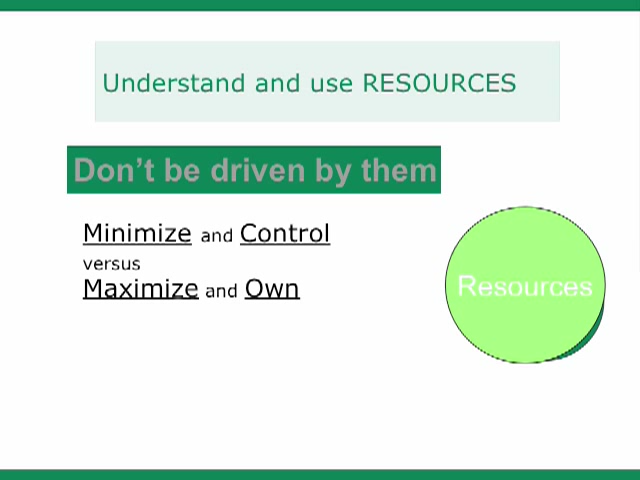 Understand and use RESOURCES
Don't be driven by them
Minimize and Control
versus
Maximize and Own
Resources